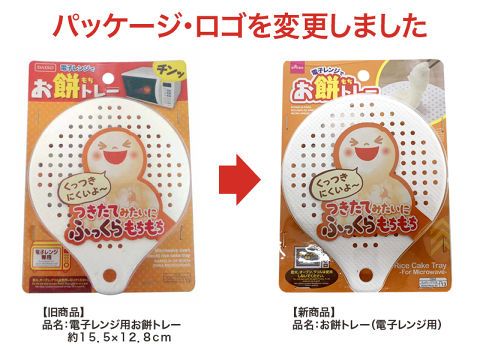 パッケージ・ロゴを変更しました
DAISO
電子レンジで
チンッ
お餅もちトレー
くっつき
にくいよ～
つきたてみたいに
ふっくらもちもち
電子レンジ
専用
電子レンジで
お餅もちトレー
くっつき
にくいよ～
つきたてみたいに
ふっくらもちもち
Rice Cake Tray
-For Microwave-
【旧商品】
品名：電子レンジ用お餅トレー
約１５．５×１２．８ｃｍ
【新商品】
品名：お餅トレー（電子レンジ用）